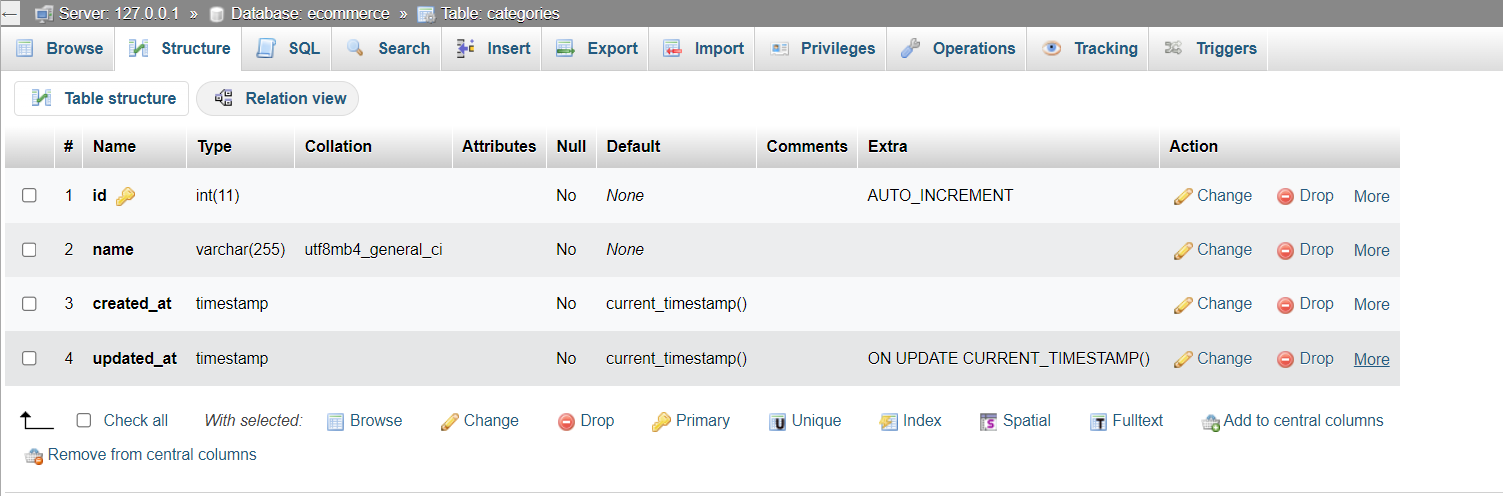 ← Server: 127.0.0.1 » Database: ecommerce » Table: categories
Browse Structure SQL Search Insert Export Import Privileges Operations Tracking Triggers
Table structure Relation view
# Name Type Collation Attributes Null Default Comments Extra Action
1 id int(11) No None AUTO_INCREMENT Change Drop More
2 name varchar(255) utf8mb4_general_ci No None Change Drop More
3 created_at timestamp No current_timestamp() Change Drop More
4 updated_at timestamp No current_timestamp() ON UPDATE CURRENT_TIMESTAMP() Change Drop More
Check all With selected: Browse Change Drop Primary Unique Index Spatial Fulltext Add to central columns
Remove from central columns